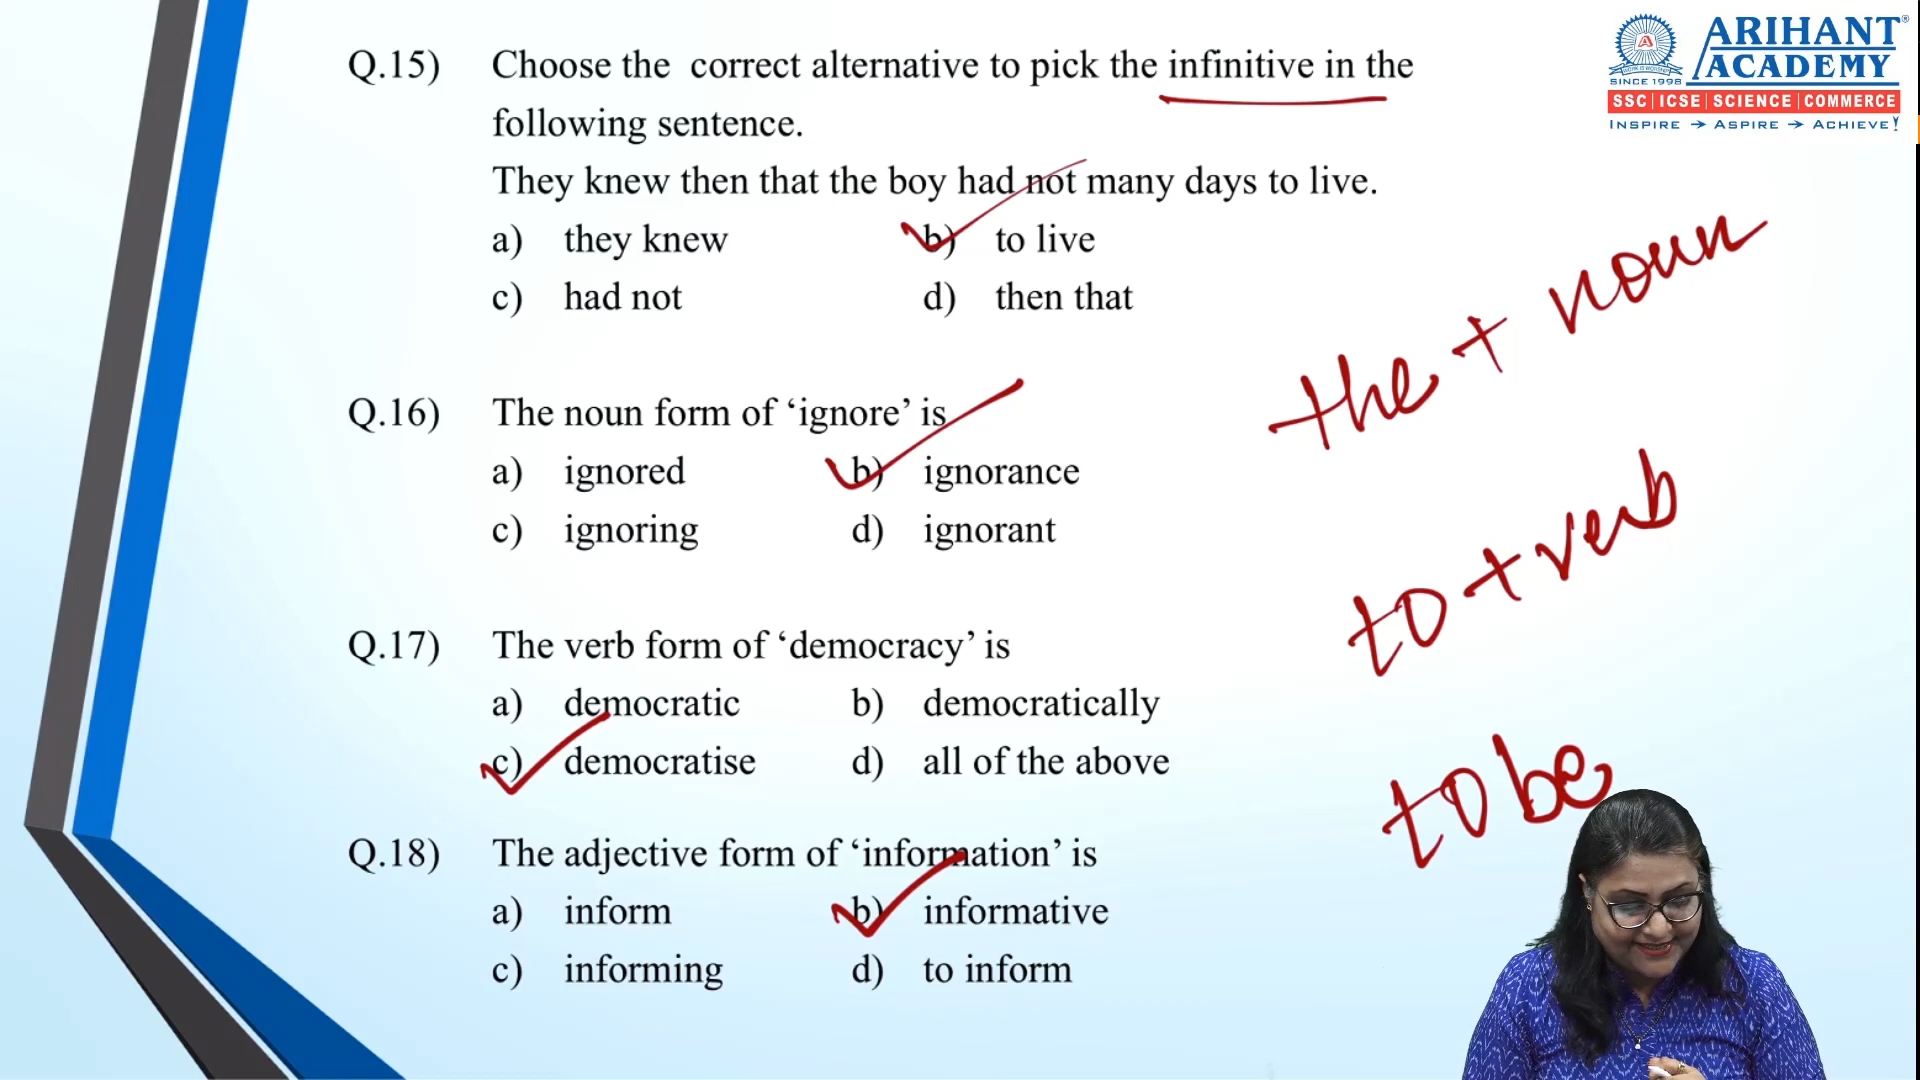 Q.15) Choose the correct alternative to pick the infinitive in the
following sentence.
They knew then that the boy had not many days to live.
a) they knew b) to live
c) had not d) then that
Q.16) The noun form of ‘ignore’ is
a) ignored b) ignorance
c) ignoring d) ignorant
Q.17) The verb form of ‘democracy’ is
a) democratic b) democratically
c) democratise d) all of the above
Q.18) The adjective form of ‘information’ is
a) inform b) informative
c) informing d) to inform
the + noun
to + verb
to be
ARIHANT®
ACADEMY
SINCE 1998
SSC | ICSE | SCIENCE | COMMERCE
INSPIRE → ASPIRE → ACHIEVE!
A